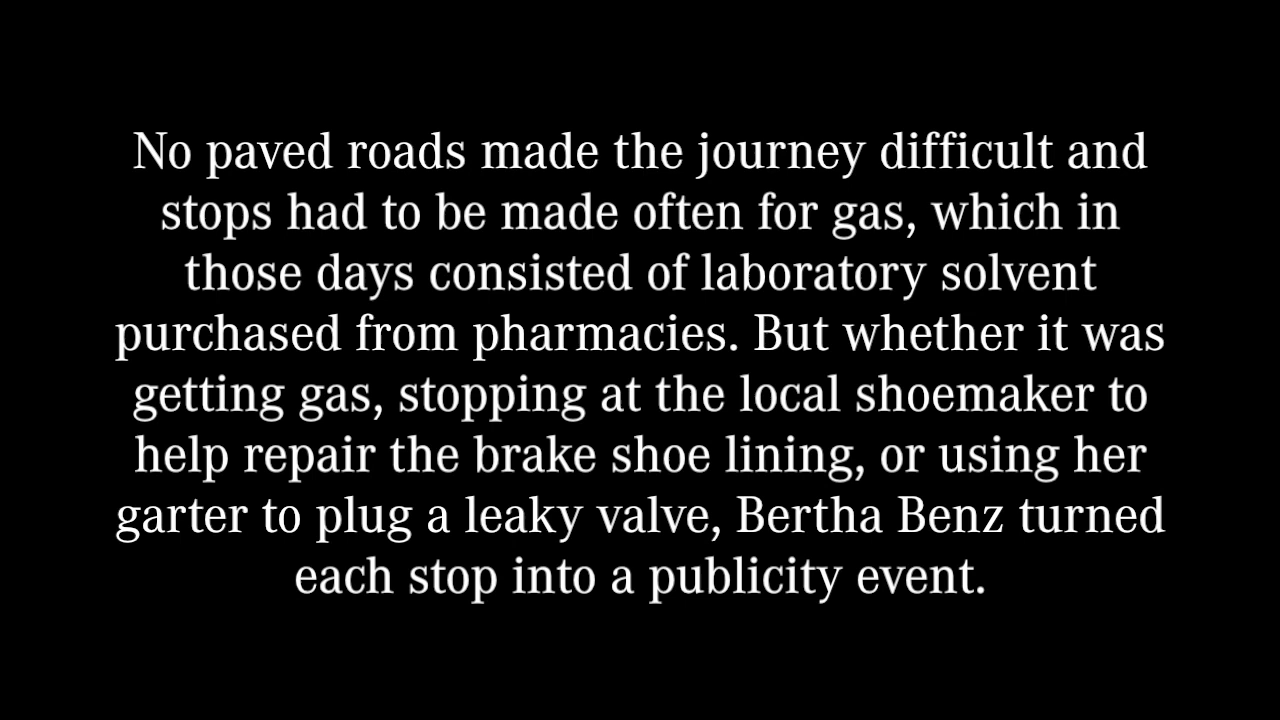 No paved roads made the journey difficult and
stops had to be made often for gas, which in
those days consisted of laboratory solvent
purchased from pharmacies. But whether it was
getting gas, stopping at the local shoemaker to
help repair the brake shoe lining, or using her
garter to plug a leaky valve, Bertha Benz turned
each stop into a publicity event.